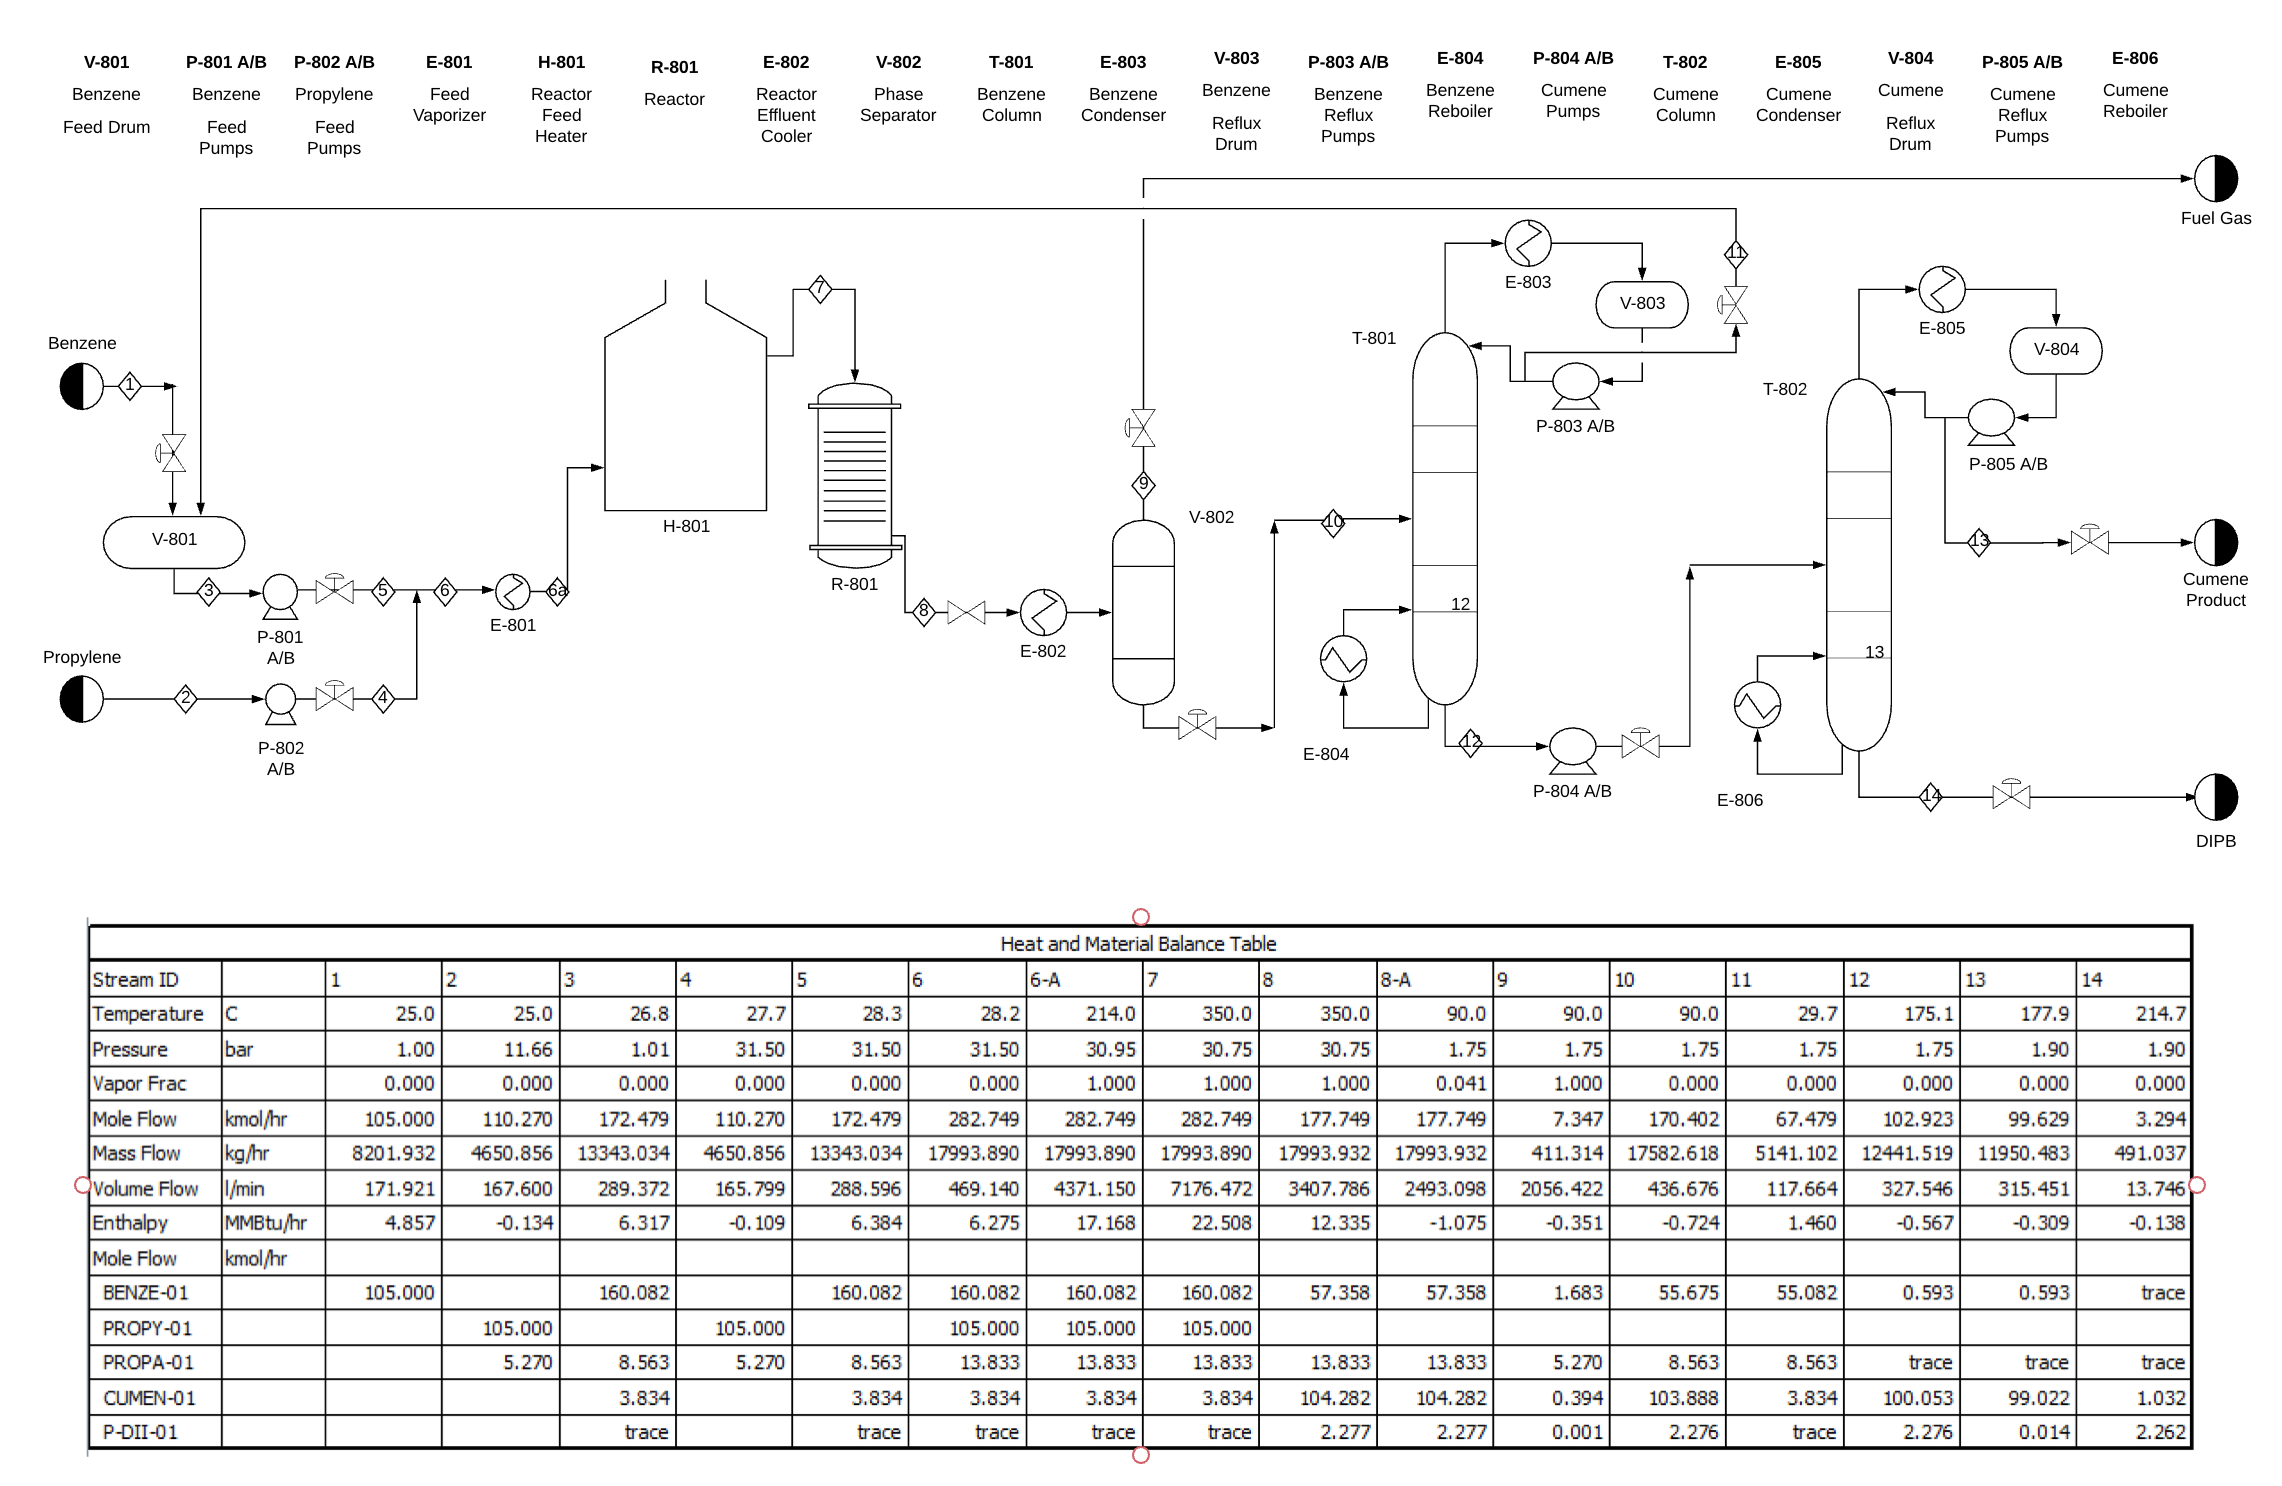 V-801
Benzene
Feed Drum
P-801 A/B
Benzene
Feed
Pumps
P-802 A/B
Propylene
Feed
Pumps
E-801
Feed
Vaporizer
H-801
Reactor
Feed
Heater
R-801
Reactor
E-802
Reactor
Effluent
Cooler
V-802
Phase
Separator
T-801
Benzene
Column
E-803
Benzene
Condenser
V-803
Benzene
Reflux
Drum
P-803 A/B
Benzene
Reflux
Pumps
E-804
Benzene
Reboiler
P-804 A/B
Cumene
Pumps
T-802
Cumene
Column
E-805
Cumene
Condenser
V-804
Cumene
Reflux
Drum
P-805 A/B
Cumene
Reflux
Pumps
E-806
Cumene
Reboiler
Fuel Gas
11
E-803
7
V-803
E-805
T-801
Benzene
V-804
1
T-802
P-803 A/B
P-805 A/B
9
V-802
10
H-801
V-801
13
Cumene
Product
R-801
3
5
6
6a
12
8
E-801
P-801
A/B
E-802
13
Propylene
2
4
12
P-802
A/B
E-804
P-804 A/B
E-806
14
DIPB
Heat and Material Balance Table
Stream ID 1 2 3 4 5 6 6-A 7 8 8-A 9 10 11 12 13 14
Temperature C 25.0 25.0 26.8 27.7 28.3 28.2 214.0 350.0 350.0 90.0 90.0 90.0 29.7 175.1 177.9 214.7
Pressure bar 1.00 11.66 1.01 31.50 31.50 31.50 30.95 30.75 30.75 1.75 1.75 1.75 1.75 1.75 1.90 1.90
Vapor Frac 0.000 0.000 0.000 0.000 0.000 0.000 1.000 1.000 1.000 0.041 1.000 0.000 0.000 0.000 0.000 0.000
Mole Flow kmol/hr 105.000 110.270 172.479 110.270 172.479 282.749 282.749 282.749 177.749 177.749 7.347 170.402 67.479 102.923 99.629 3.294
Mass Flow kg/hr 8201.932 4650.856 13343.034 4650.856 13343.034 17993.890 17993.890 17993.890 17993.932 17993.932 411.314 17582.618 5141.102 12441.519 11950.483 491.037
Volume Flow l/min 171.921 167.600 289.372 165.799 288.596 469.140 4371.150 7176.472 3407.786 2493.098 2056.422 436.676 117.664 327.546 315.451 13.746
Enthalpy MMBtu/hr 4.857 -0.134 6.317 -0.109 6.384 6.275 17.168 22.508 12.335 -1.075 -0.351 -0.724 1.460 -0.567 -0.309 -0.138
Mole Flow kmol/hr
BENZE-01 105.000 160.082 160.082 160.082 160.082 160.082 57.358 57.358 1.683 55.675 55.082 0.593 0.593 trace
PROPY-01 105.000 105.000 105.000 105.000 105.000
PROPA-01 5.270 8.563 5.270 8.563 13.833 13.833 13.833 13.833 13.833 5.270 8.563 8.563 trace trace trace
CUMEN-01 3.834 3.834 3.834 3.834 3.834 104.282 104.282 0.394 103.888 3.834 100.053 99.022 1.032
P-DII-01 trace trace trace trace trace 2.277 2.277 0.001 2.276 trace 2.276 0.014 2.262